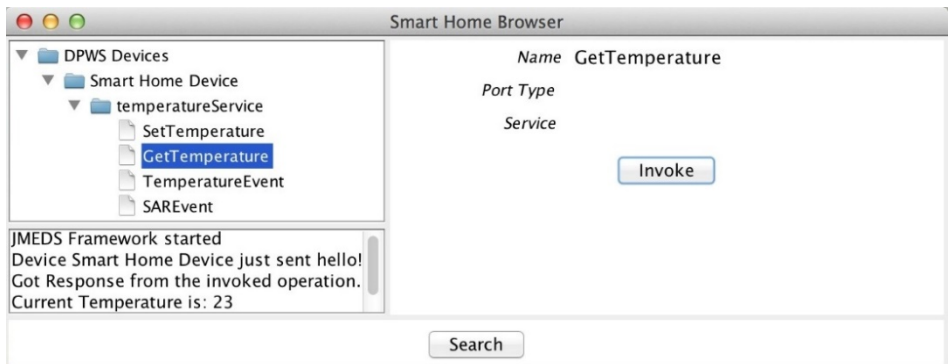 Smart Home Browser
DPWS Devices
Smart Home Device
temperatureService
SetTemperature
GetTemperature
TemperatureEvent
SAREvent
JMEDS Framework started
Device Smart Home Device just sent hello!
Got Response from the invoked operation.
Current Temperature is: 23
Name GetTemperature
Port Type
Service
Invoke
Search